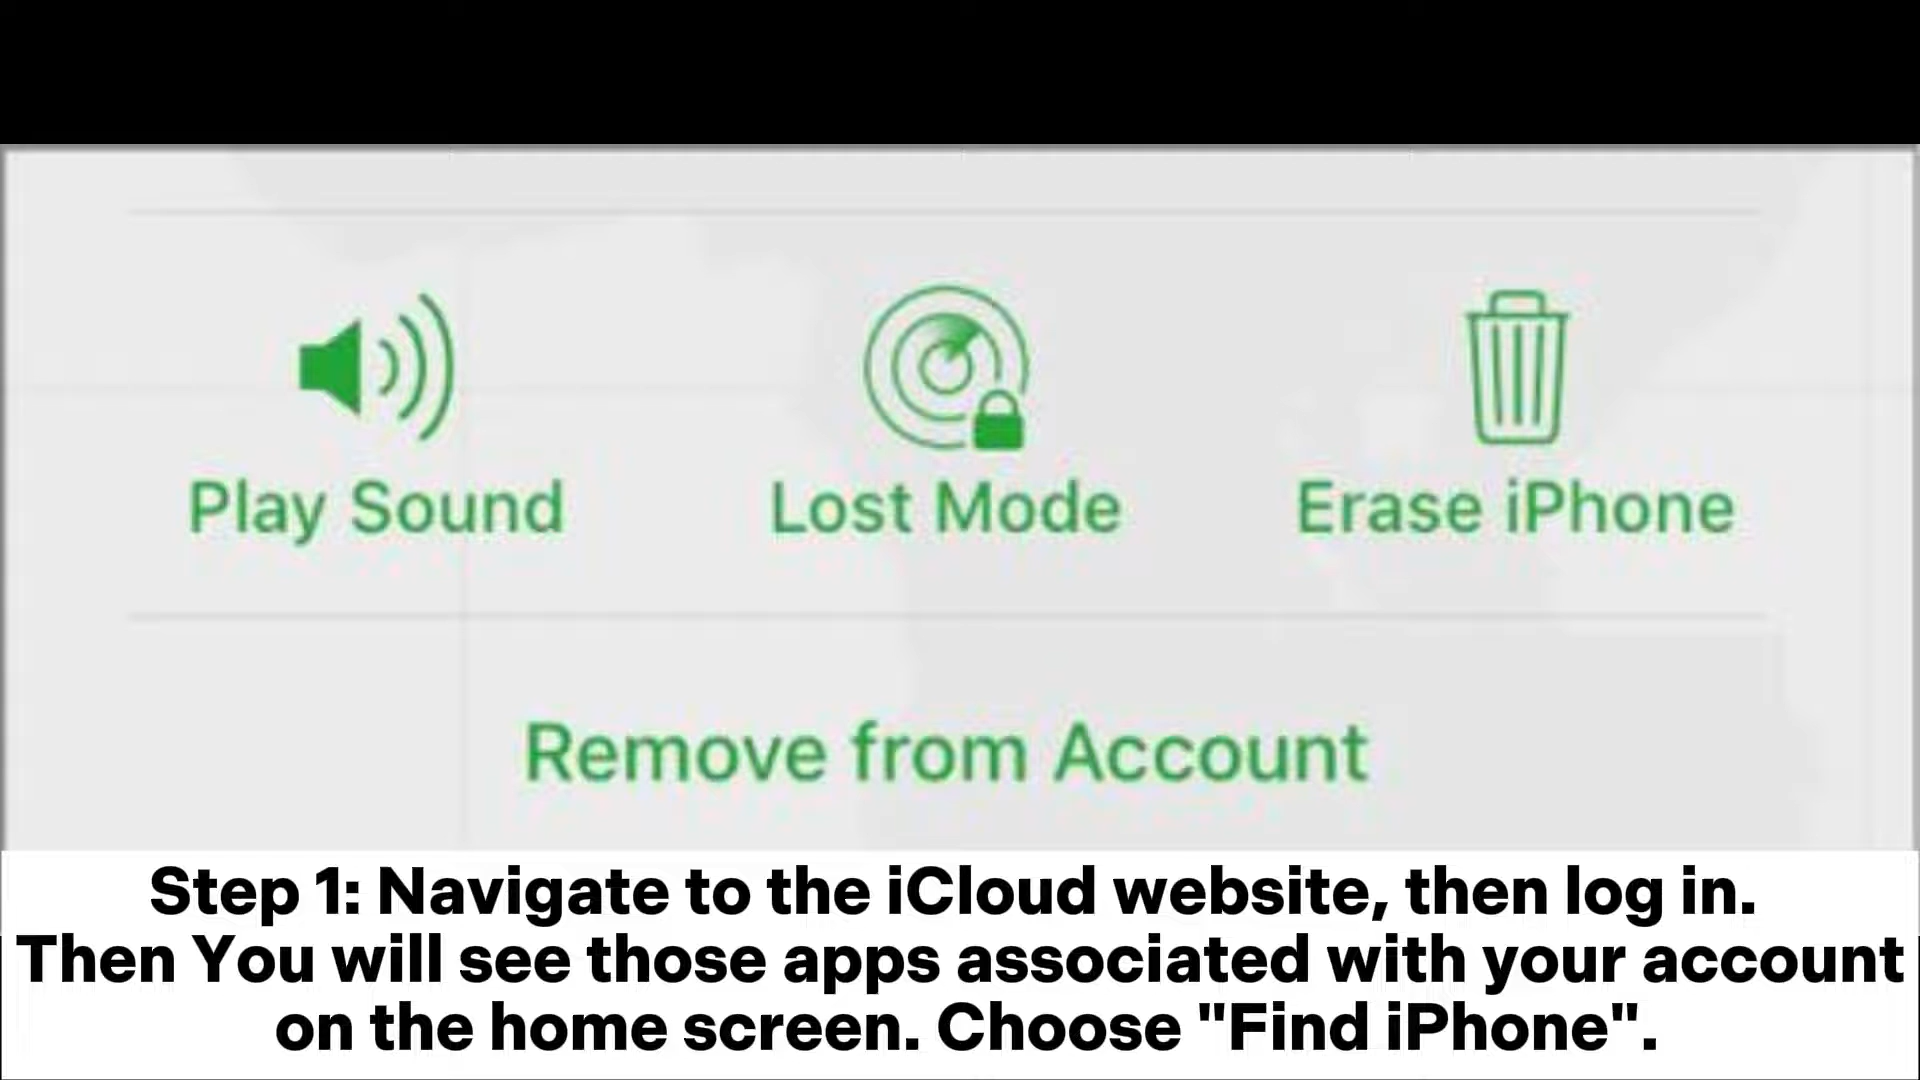 Play Sound Lost Mode Erase iPhone
Remove from Account
Step 1: Navigate to the iCloud website, then log in.
Then You will see those apps associated with your account
on the home screen. Choose "Find iPhone".